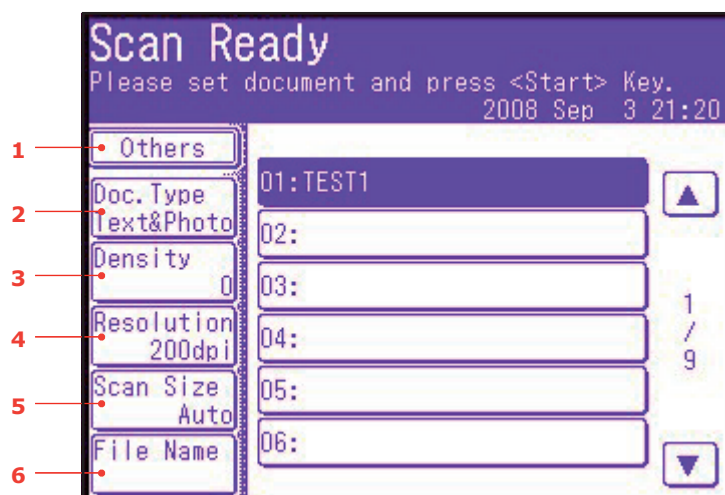 Scan Ready
Please set document and press <Start> Key.
2008 Sep 3 21:20
1
Others
2
Doc.Type
Text&Photo
3
Density
0
4
Resolution
200dpi
5
Scan Size
Auto
6
File Name
01:TEST1
02:
03:
04:
05:
06:
▲
1
/
9
▼